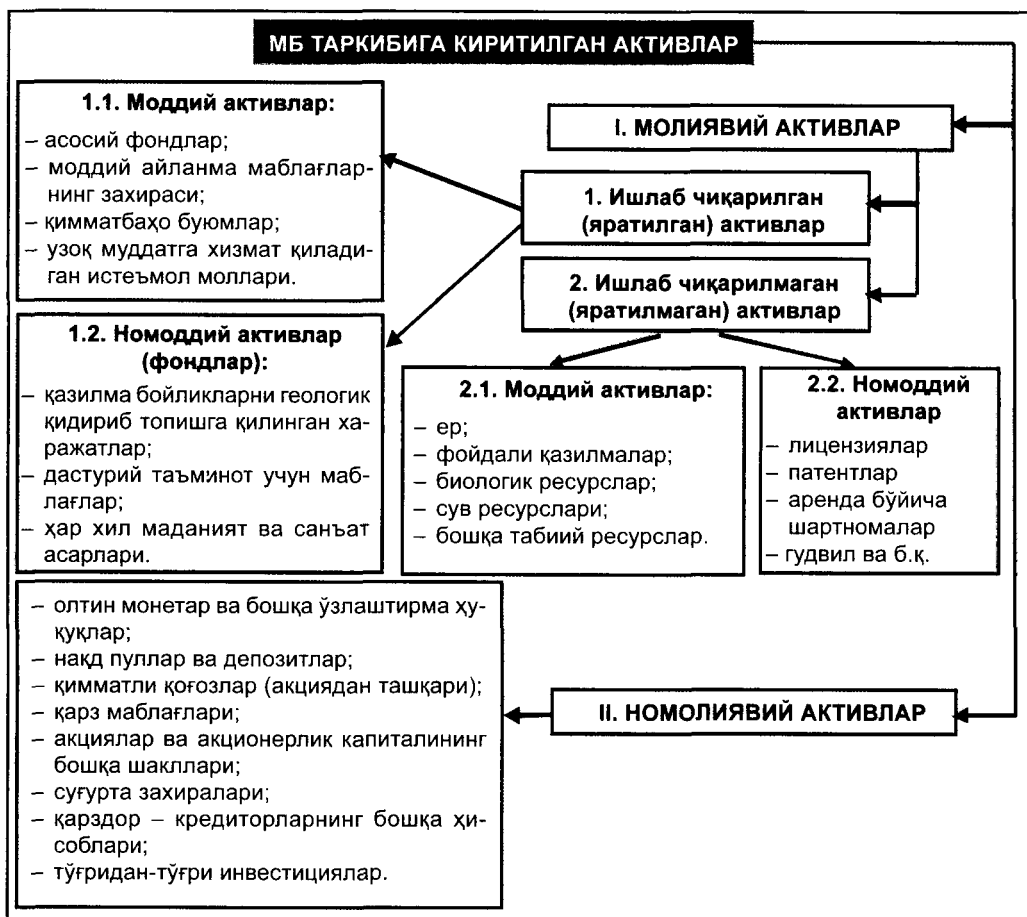 МБ ТАРКИБИГА КИРИТИЛГАН АКТИВЛАР
I. МОЛИЯВИЙ АКТИВЛАР
1. Ишлаб чиқарилган
(яратилган) активлар
2. Ишлаб чиқарилмаган
(яратилмаган) активлар
1.1. Моддий активлар:
– асосий фондлар;
– моддий айланма маблағлар-
нинг захираси;
– қимматбаҳо буюмлар;
– узоқ муддатга хизмат қилади-
ган истеъмол моллари.
1.2. Номоддий активлар
(фондлар):
– қазилма бойликларни геологик
қидириб топишга қилинган ха-
ражатлар;
– дастурий таъминот учун маб-
лағлар;
– ҳар хил маданият ва санъат
асарлари.
2.1. Моддий активлар:
– ер;
– фойдали қазилмалар;
– биологик ресурслар;
– сув ресурслари;
– бошқа табиий ресурслар.
2.2. Номоддий
активлар
– лицензиялар
– патентлар
– аренда бўйича
шартномалар
– гудвил ва б.қ.
II. НОМОЛИЯВИЙ АКТИВЛАР
– олтин монетар ва бошқа ўзлаштирма ҳу-
қуқлар;
– нақд пуллар ва депозитлар;
– қимматли қоғозлар (акциядан ташқари);
– қарз маблағлари;
– акциялар ва акционерлик капиталининг
бошқа шакллари;
– суғурта захиралари;
– қарздор – кредиторларнинг бошқа ҳи-
соблари;
– тўғридан-тўғри инвестициялар.